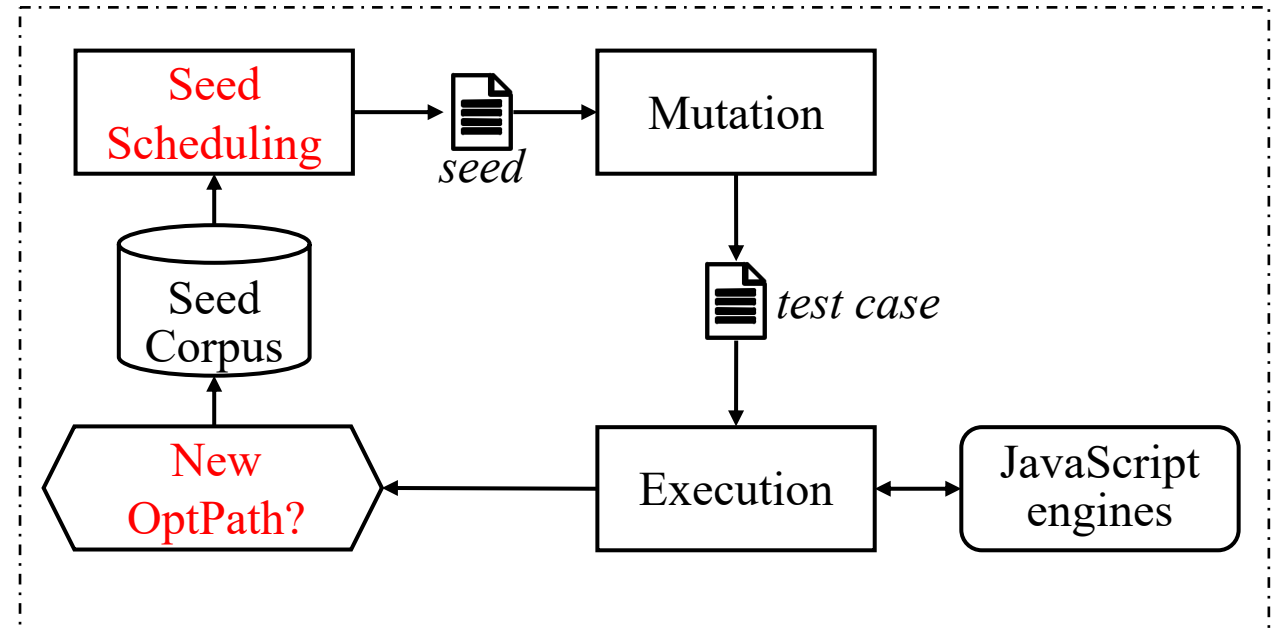 Seed
Scheduling
seed
Mutation
test case
Seed
Corpus
New
OptPath?
Execution
JavaScript
engines